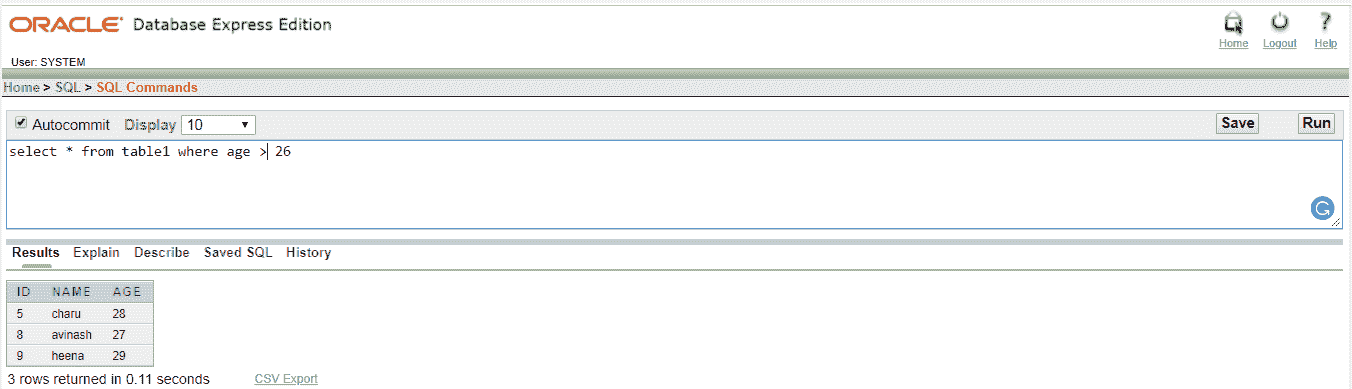 ORACLE Database Express Edition
Home Logout Help
User: SYSTEM
Home > SQL > SQL Commands
Autocommit Display 10 Save Run
select * from table1 where age > 26
Results Explain Describe Saved SQL History
ID NAME AGE
5 charu 28
8 avinash 27
9 heena 29
3 rows returned in 0.11 seconds CSV Export